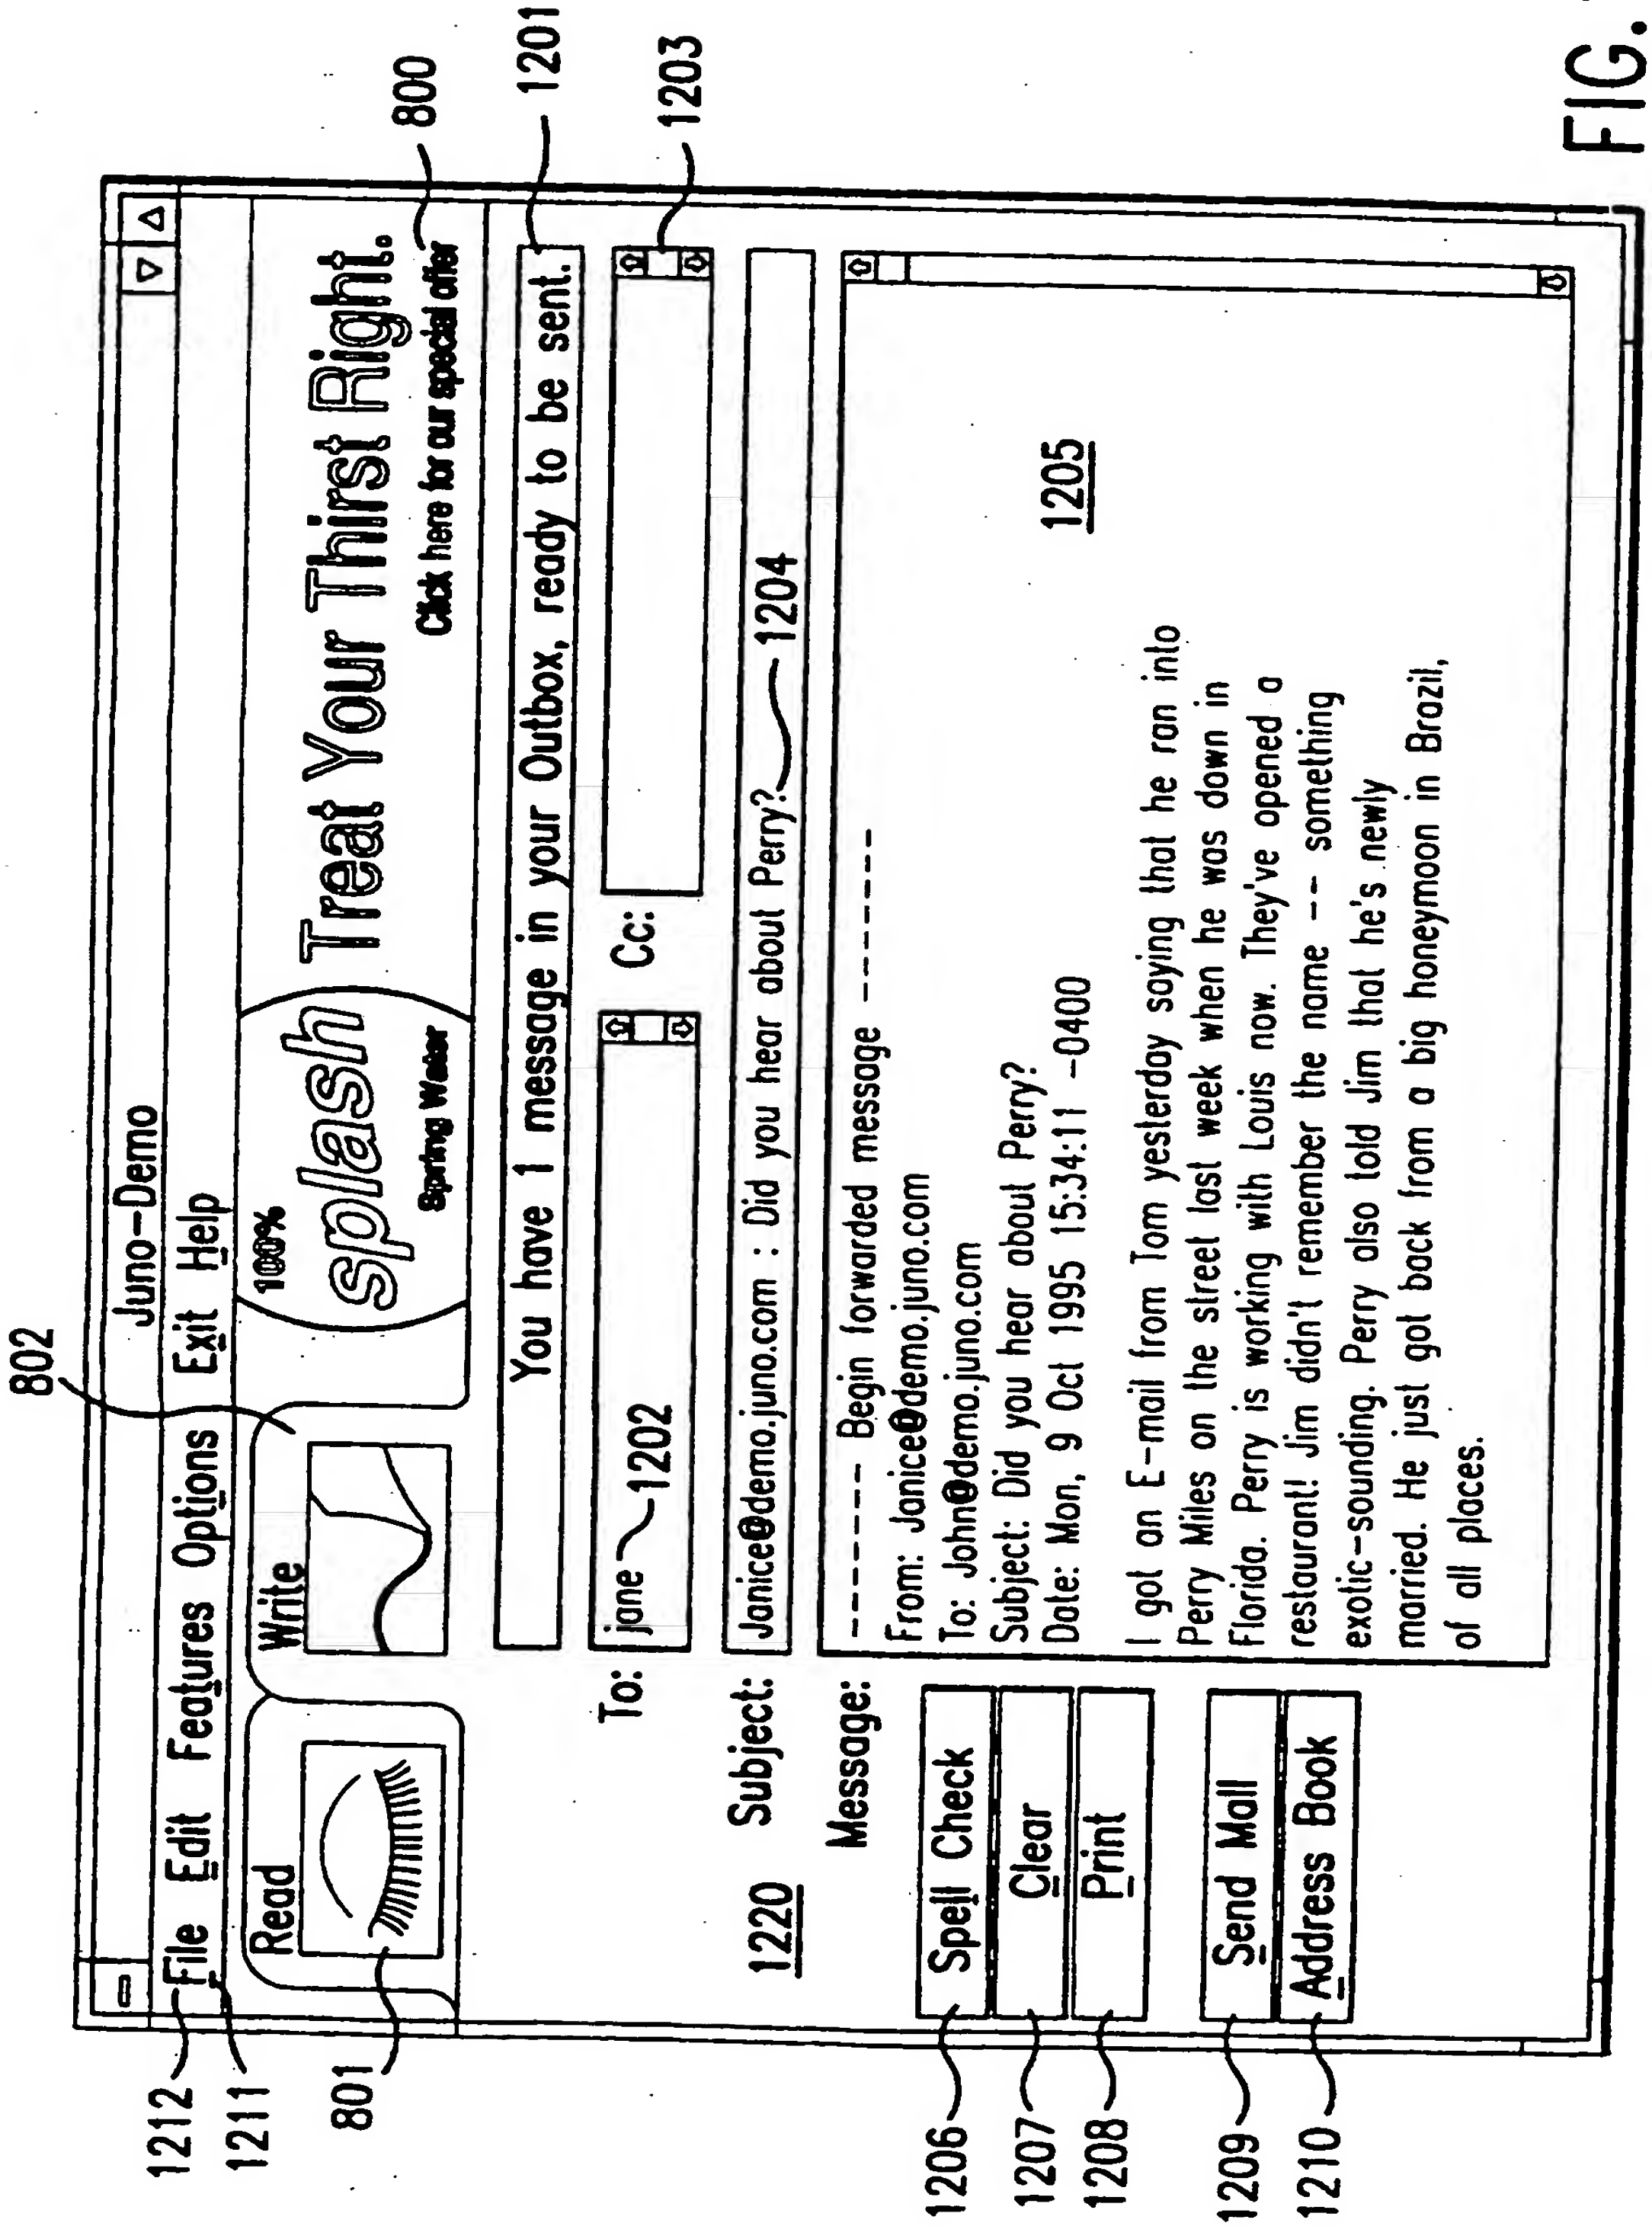 802
Juno-Demo
1212
File Edit Features Options Exit Help
1211
Read
Write
100%
splash
Spring Water
Treat Your Thirst Right.
Click here for our special offer
800
801
You have 1 message in your Outbox, ready to be sent.
1201
To: jane 1202
Cc:
1203
1220
Subject: Janice@demo.juno.com : Did you hear about Perry? 1204
Message:
------ Begin forwarded message -------
From: Janice@demo.juno.com
To: John@demo.juno.com
Subject: Did you hear about Perry?
Date: Mon, 9 Oct 1995 15:34:11 -0400
1205
I got an E-mail from Tom yesterday saying that he ran into
Perry Miles on the street last week when he was down in
Florida. Perry is working with Louis now. They've opened a
restaurant! Jim didn't remember the name -- something
exotic-sounding. Perry also told Jim that he's newly
married. He just got back from a big honeymoon in Brazil,
of all places.
1206 Spell Check
1207 Clear
1208 Print
1209 Send Mail
1210 Address Book
FIG.